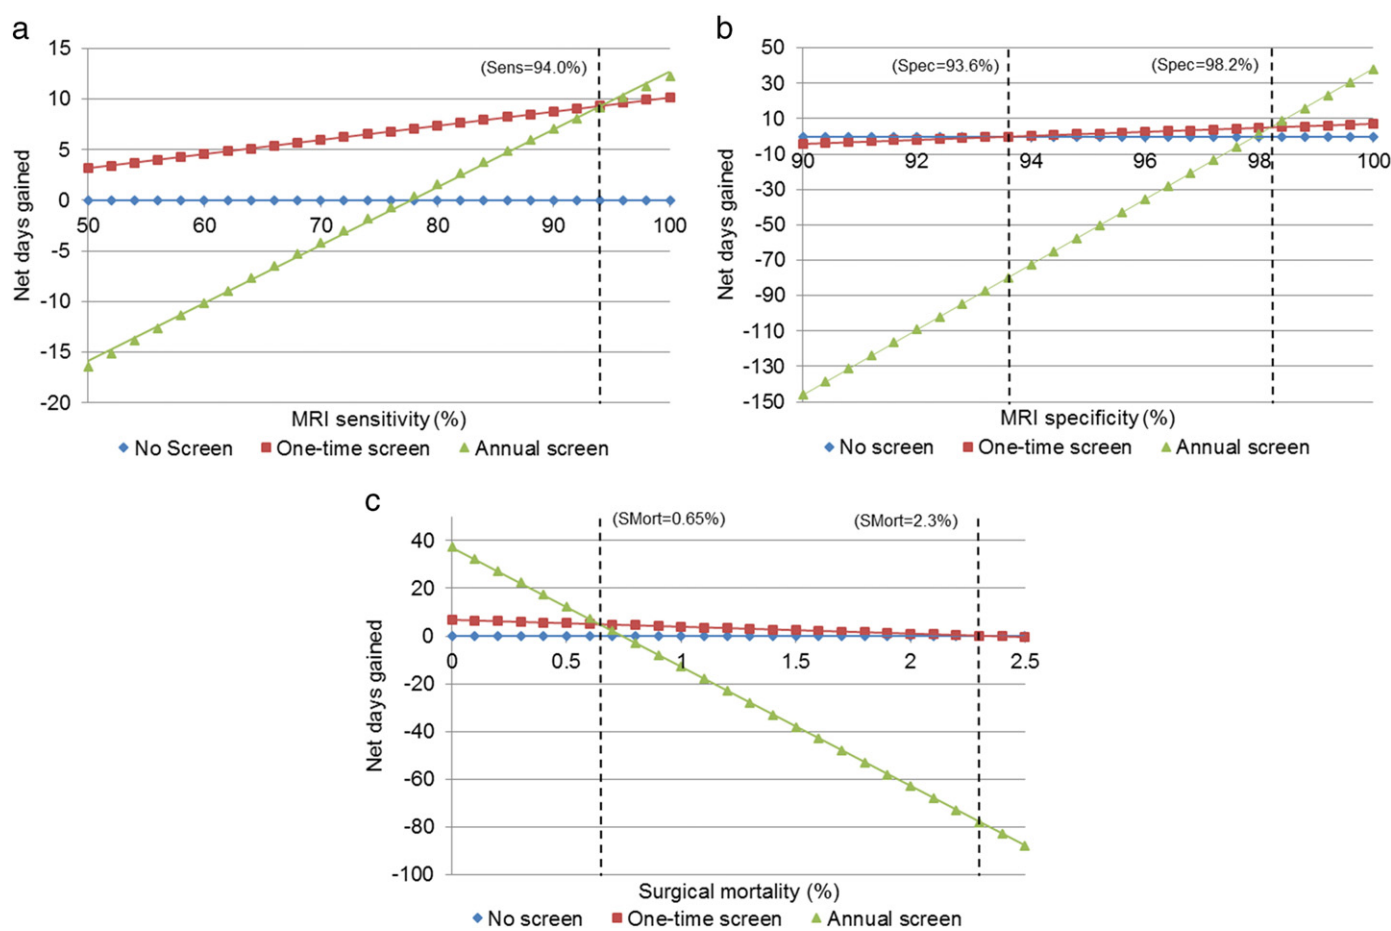 a
15
(Sens=94.0%)
10
5
0
50 60 70 80 90 100
-5
-10
-15
-20
Net days gained
MRI sensitivity (%)
No Screen One-time screen Annual screen
b
50
(Spec=93.6%) (Spec=98.2%)
30
10
-10
90 92 94 96 98 100
-30
-50
-70
-90
-110
-130
-150
Net days gained
MRI specificity (%)
No screen One-time screen Annual screen
c
(SMort=0.65%) (SMort=2.3%)
40
20
0
0 0.5 1 1.5 2 2.5
-20
-40
-60
-80
-100
Net days gained
Surgical mortality (%)
No screen One-time screen Annual screen